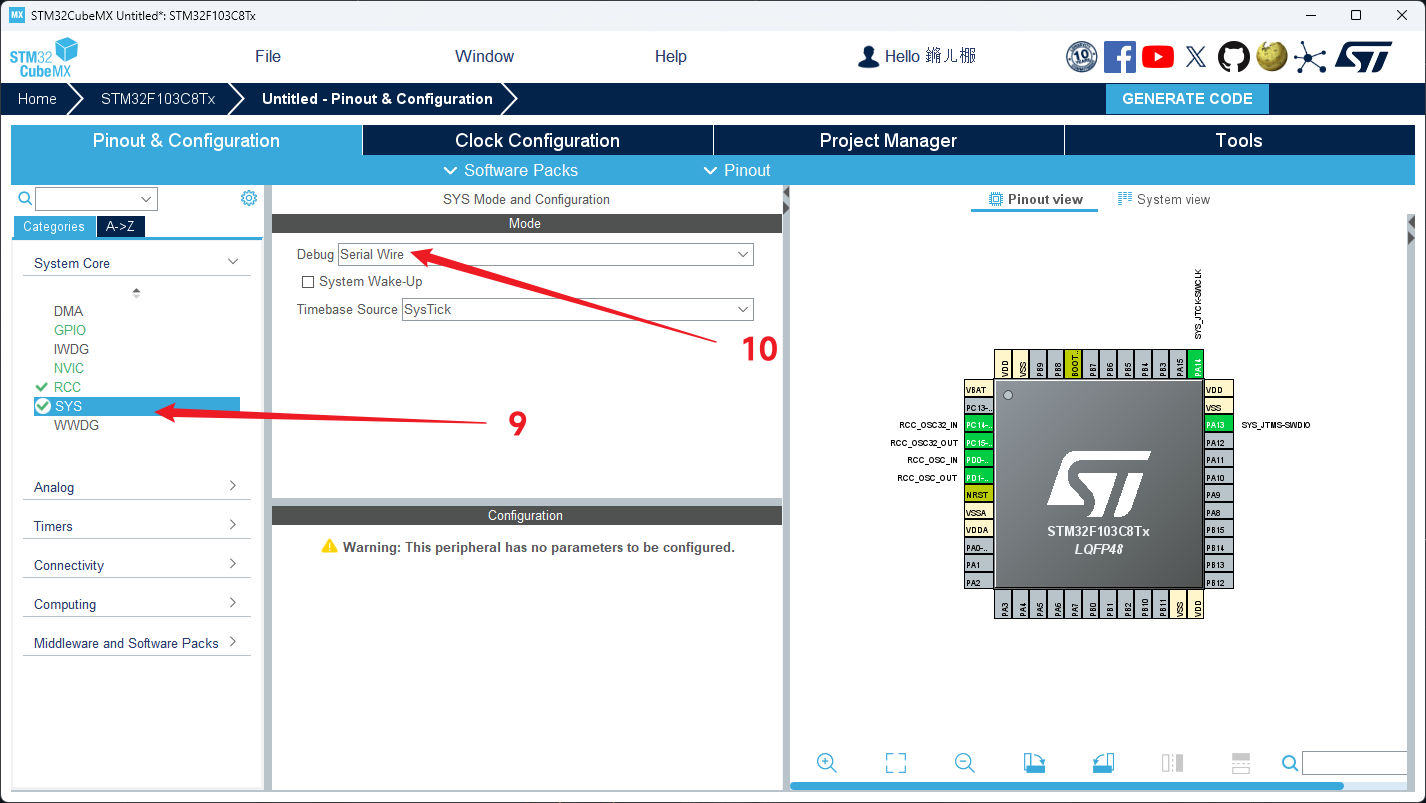 MX STM32CubeMX Untitled*: STM32F103C8Tx
STM32 CubeMX
File
Window
Help
Hello 鏅ㄦ棴
10
Home
STM32F103C8Tx
Untitled - Pinout & Configuration
GENERATE CODE
Pinout & Configuration
Clock Configuration
Project Manager
Tools
Software Packs
Pinout
Categories
A->Z
System Core
DMA
GPIO
IWDG
NVIC
RCC
SYS
WWDG
Analog
Timers
Connectivity
Computing
Middleware and Software Packs
SYS Mode and Configuration
Mode
Debug Serial Wire
System Wake-Up
Timebase Source SysTick
10
9
Configuration
Warning: This peripheral has no parameters to be configured.
Pinout view
System view
SYS_JTCK-SWCLK
VDD
VSS
PB9
PB8
BOOT..
PB7
PB6
PB5
PB4
PB3
PA15
PA14
VBAT
PC13-..
RCC_OSC32_IN PC14-..
RCC_OSC32_OUT PC15-..
RCC_OSC_IN PD0-..
RCC_OSC_OUT PD1-..
NRST
VSSA
VDDA
PA0-..
PA1
PA2
STM32F103C8Tx
LQFP48
VDD
VSS
PA13 SYS_JTMS-SWDIO
PA12
PA11
PA10
PA9
PA8
PB15
PB14
PB13
PB12
PA3
PA4
PA5
PA6
PA7
PB0
PB1
PB2
PB10
PB11
VSS
VDD